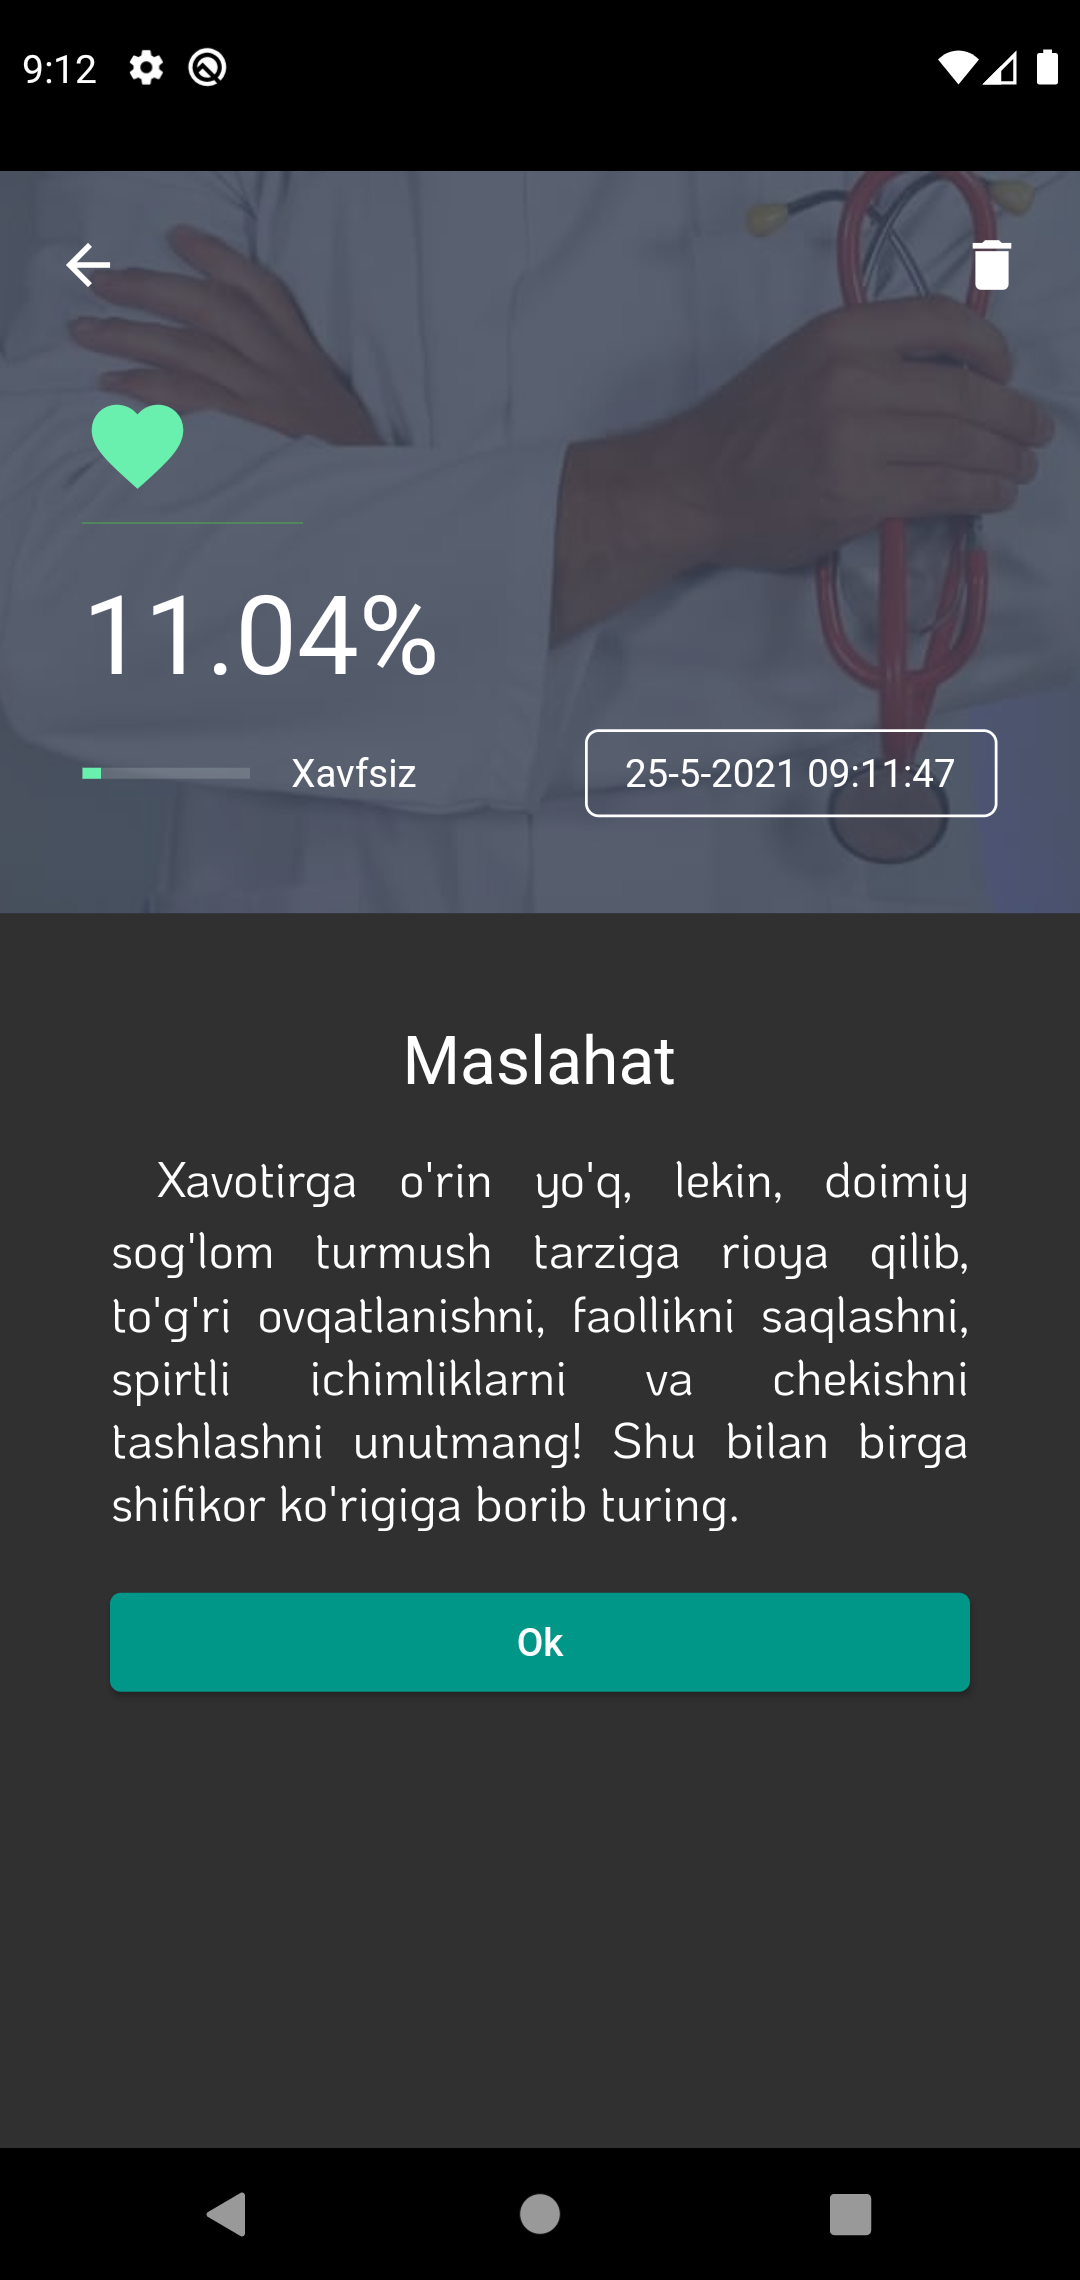 9:12
11.04%
Xavfsiz
25-5-2021 09:11:47
Maslahat
Xavotirga o'rin yo'q, lekin, doimiy
sog'lom turmush tarziga rioya qilib,
to'g'ri ovqatlanishni, faollikni saqlashni,
spirtli ichimliklarni va chekishni
tashlashni unutmang! Shu bilan birga
shifikor ko'rigiga borib turing.
Ok